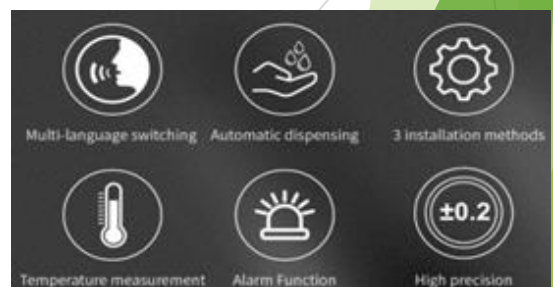 Multi-language switching
Automatic dispensing
3 installation methods
±0.2
Temperature measurement
Alarm Function
High precision